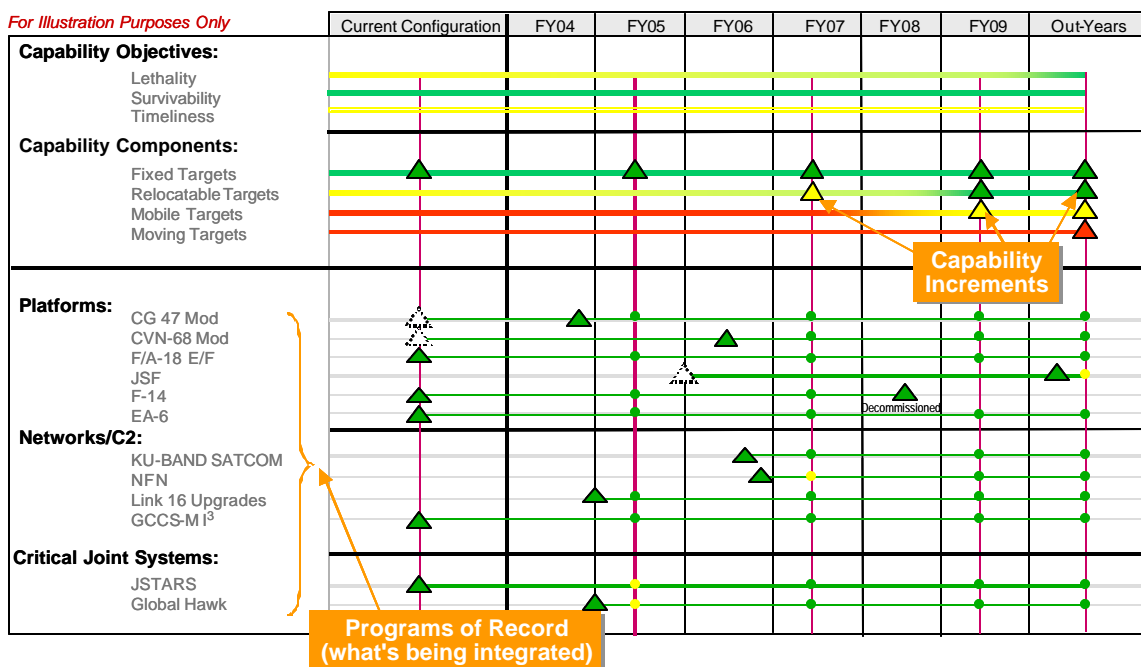 For Illustration Purposes Only
Current Configuration FY04 FY05 FY06 FY07 FY08 FY09 Out-Years
Capability Objectives:
Lethality
Survivability
Timeliness
Capability Components:
Fixed Targets
Relocatable Targets
Mobile Targets
Moving Targets
Capability
Increments
Platforms:
CG 47 Mod
CVN-68 Mod
F/A-18 E/F
JSF
F-14
Decommissioned
EA-6
Networks/C2:
KU-BAND SATCOM
NFN
Link 16 Upgrades
GCCS-M I³
Critical Joint Systems:
JSTARS
Global Hawk
Programs of Record
(what's being integrated)